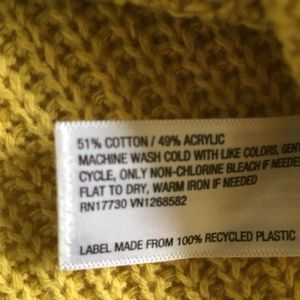 51% COTTON / 49% ACRYLIC
MACHINE WASH COLD WITH LIKE COLORS, GENT
CYCLE, ONLY NON-CHLORINE BLEACH IF NEEDED
FLAT TO DRY, WARM IRON IF NEEDED
RN17730 VN1268582
LABEL MADE FROM 100% RECYCLED PLASTIC